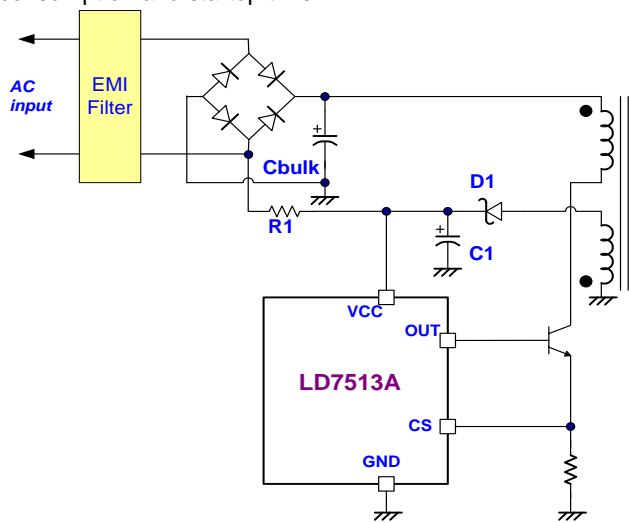 AC
input
EMI
Filter
Cbulk
+
R1
D1
+
C1
VCC
OUT
LD7513A
CS
GND